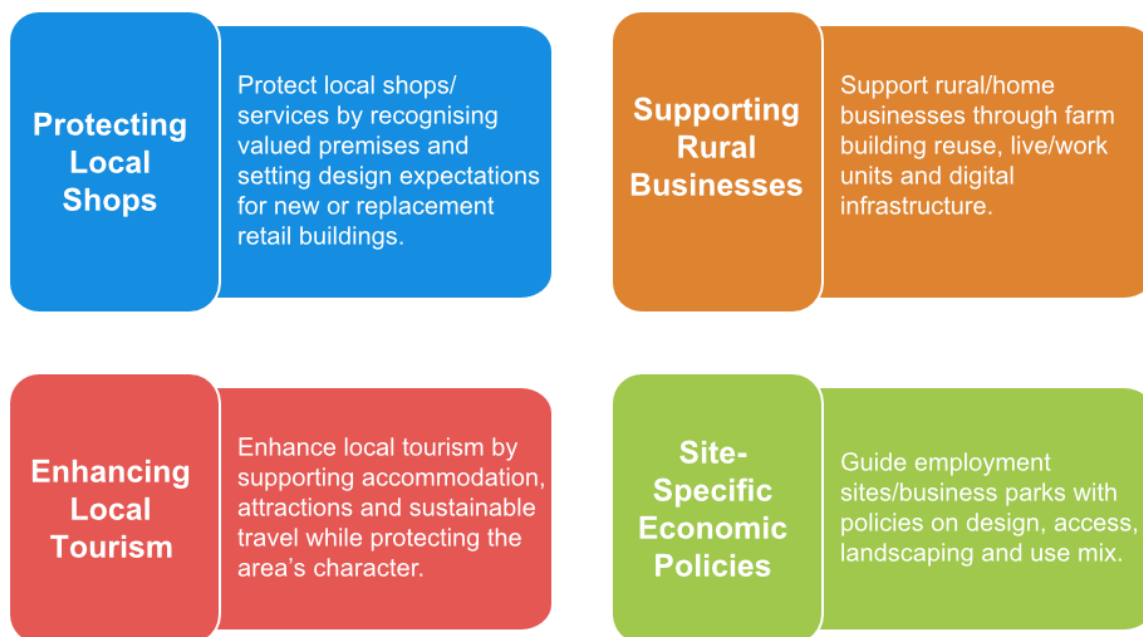 Protecting
Local
Shops
Protect local shops/
services by recognising
valued premises and
setting design expectations
for new or replacement
retail buildings.
Supporting
Rural
Businesses
Support rural/home
businesses through farm
building reuse, live/work
units and digital
infrastructure.
Enhancing
Local
Tourism
Enhance local tourism by
supporting accommodation,
attractions and sustainable
travel while protecting the
area’s character.
Site-
Specific
Economic
Policies
Guide employment
sites/business parks with
policies on design, access,
landscaping and use mix.